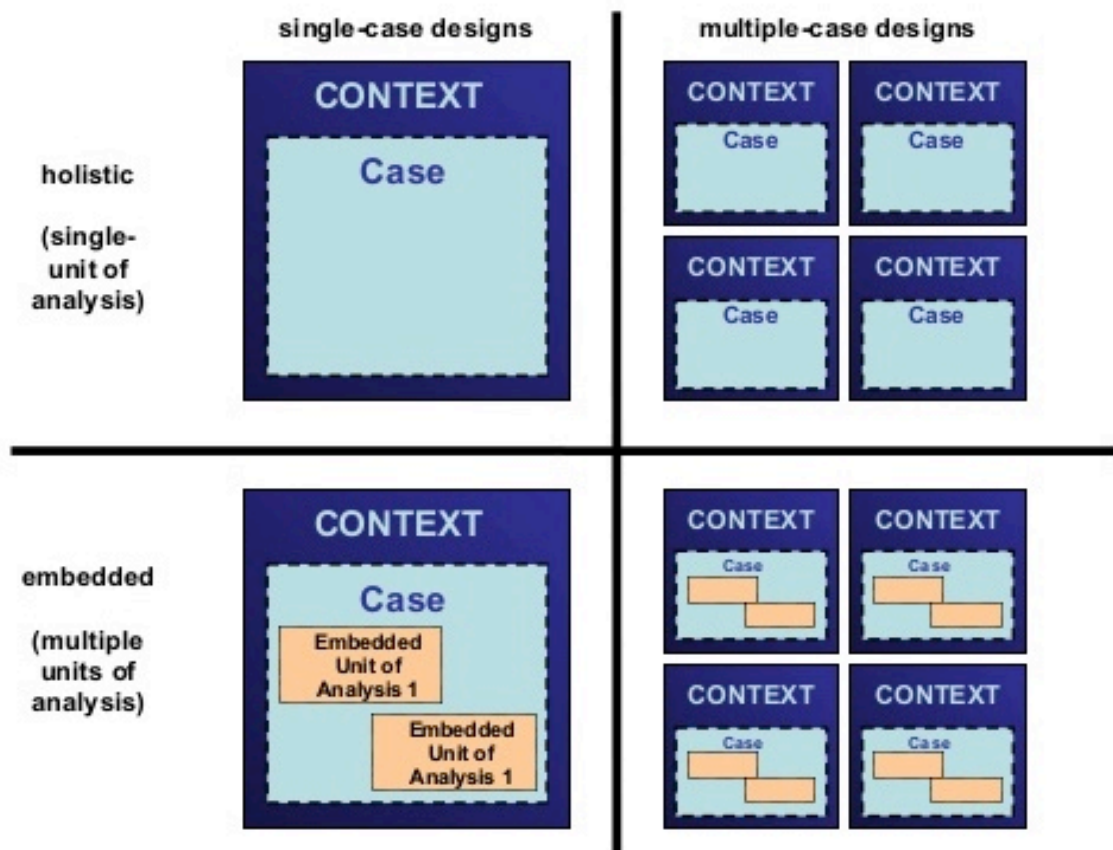 single-case designs
multiple-case designs
holistic
(single-
unit of
analysis)
CONTEXT
Case
CONTEXT
Case
CONTEXT
Case
CONTEXT
Case
CONTEXT
Case
embedded
(multiple
units of
analysis)
CONTEXT
Case
Embedded
Unit of
Analysis 1
Embedded
Unit of
Analysis 1
CONTEXT
Case
CONTEXT
Case
CONTEXT
Case
CONTEXT
Case